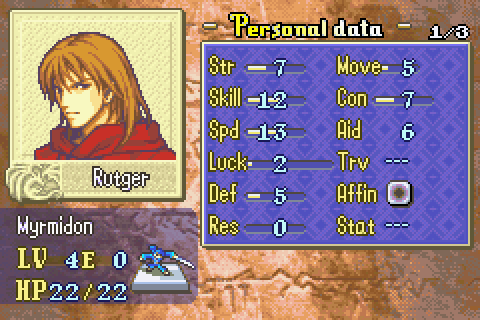 Personal data 1/3
Str 7 Move 5
Skill 12 Con 7
Spd 13 Aid 6
Luck 2 Trv ---
Def 5 Affin
Res 0 Stat ---
Rutger
Myrmidon
LV 4 E 0
HP 22/22